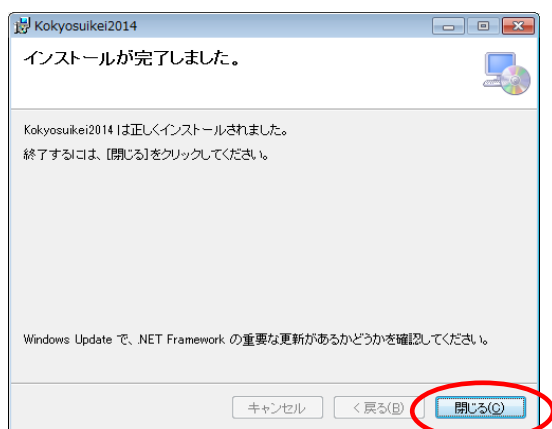 Kokyosuikei2014
インストールが完了しました。
Kokyosuikei2014 は正しくインストールされました。
終了するには、[閉じる]をクリックしてください。
Windows Update で、.NET Framework の重要な更新があるかどうかを確認してください。
キャンセル < 戻る(B) 閉じる(C)